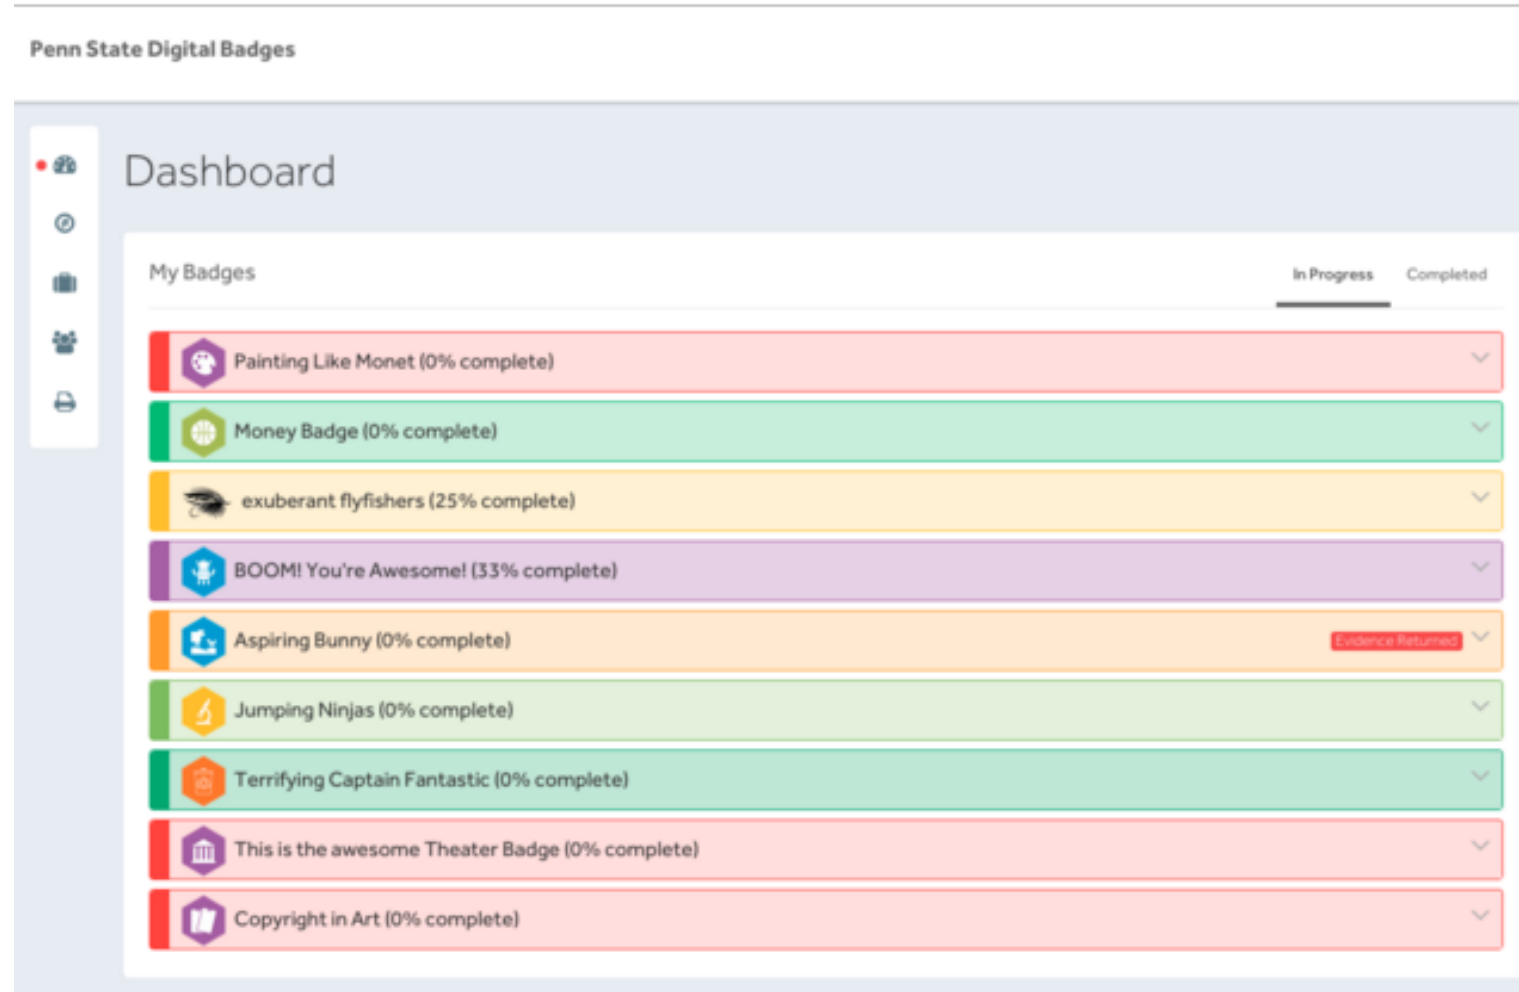 Penn State Digital Badges
Dashboard
My Badges
In Progress Completed
Painting Like Monet (0% complete)
Money Badge (0% complete)
exuberant flyfishers (25% complete)
BOOM! You're Awesome! (33% complete)
Aspiring Bunny (0% complete) Evidence Returned
Jumping Ninjas (0% complete)
Terrifying Captain Fantastic (0% complete)
This is the awesome Theater Badge (0% complete)
Copyright in Art (0% complete)